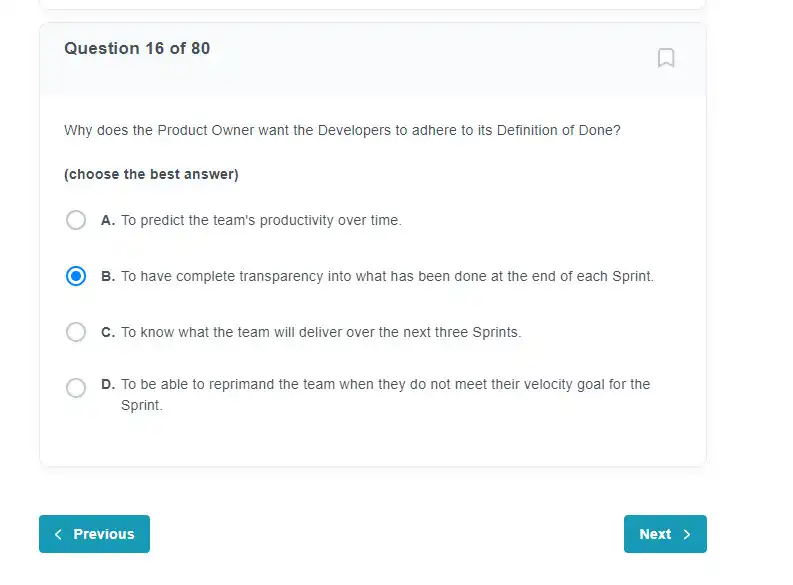 Question 16 of 80
Why does the Product Owner want the Developers to adhere to its Definition of Done?
(choose the best answer)
A. To predict the team's productivity over time.
B. To have complete transparency into what has been done at the end of each Sprint.
C. To know what the team will deliver over the next three Sprints.
D. To be able to reprimand the team when they do not meet their velocity goal for the
Sprint.
Previous
Next